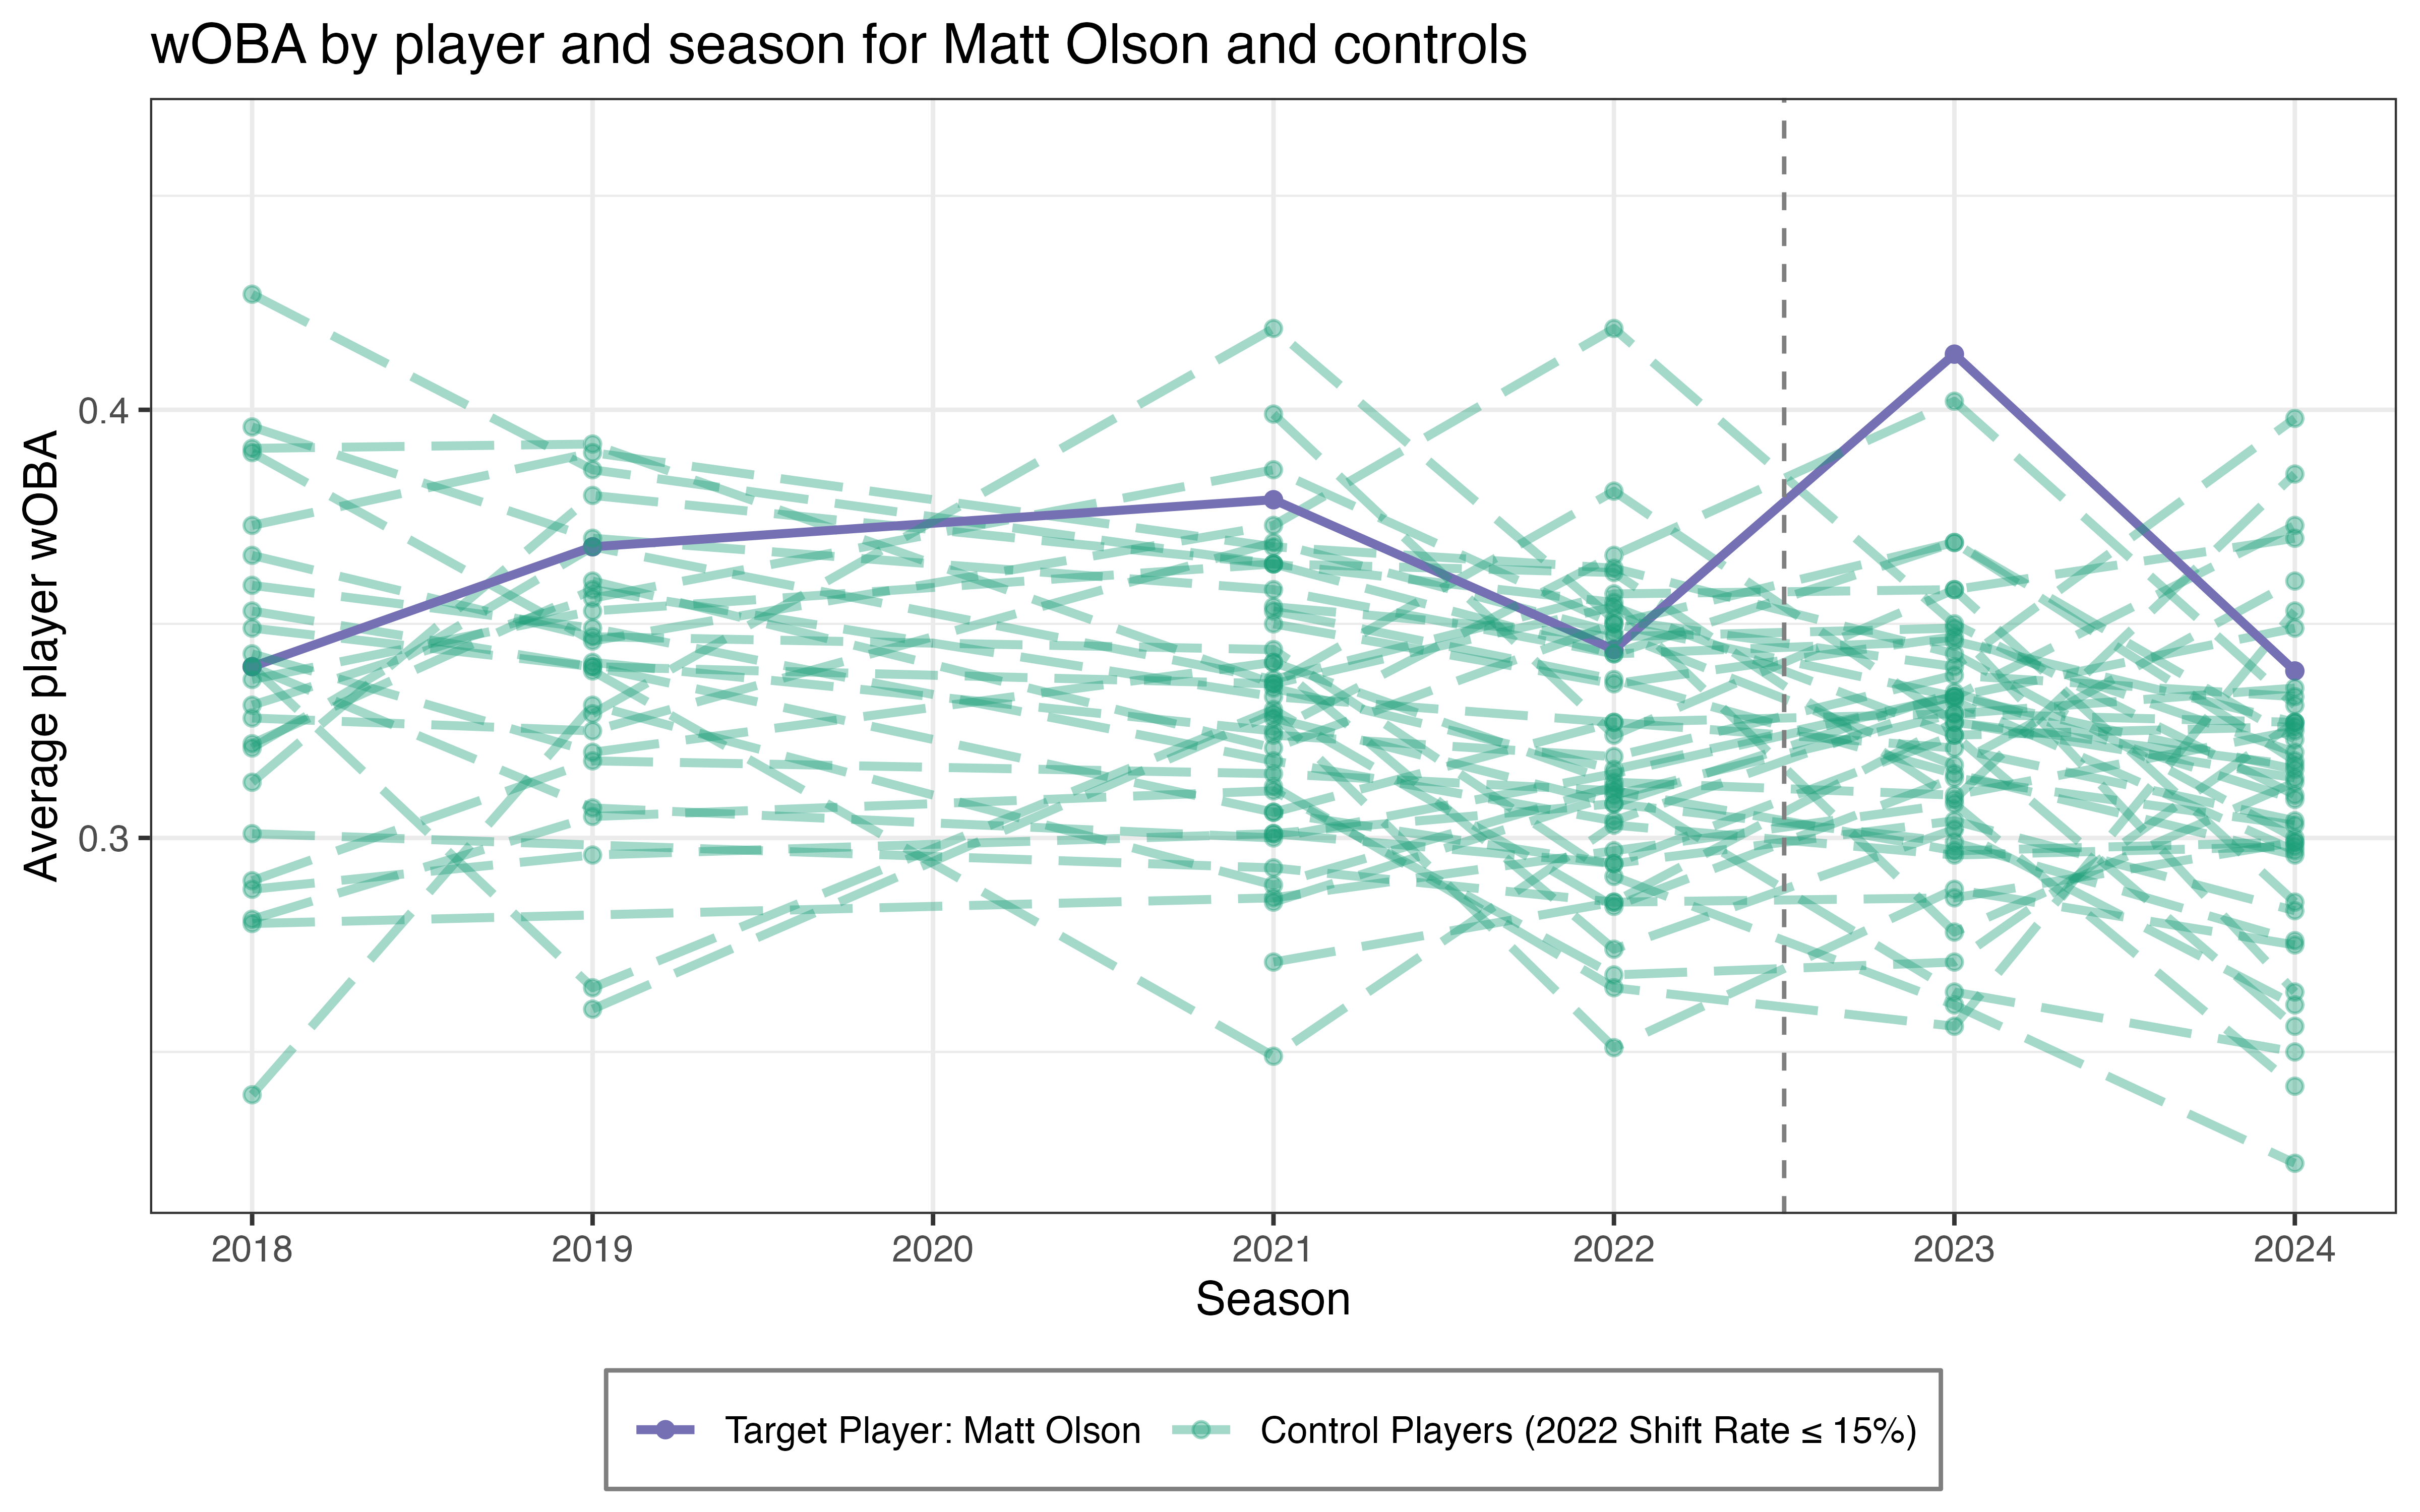 wOBA by player and season for Matt Olson and controls
Average player wOBA
0.4
0.3
2018 2019 2020 2021 2022 2023 2024
Season
Target Player: Matt Olson Control Players (2022 Shift Rate ≤ 15%)